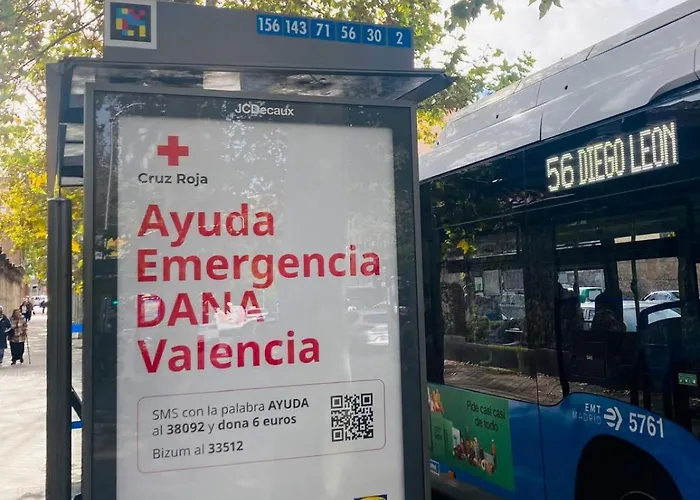 156 143 71 56 30 2
JCDecaux
Cruz Roja
Ayuda
Emergencia
DANA
Valencia
SMS con la palabra AYUDA
al 38092 y dona 6 euros
Bizum al 33512
56 DIEGO LEON
EMT
MADRID
5761
Pide casi casi
de todo